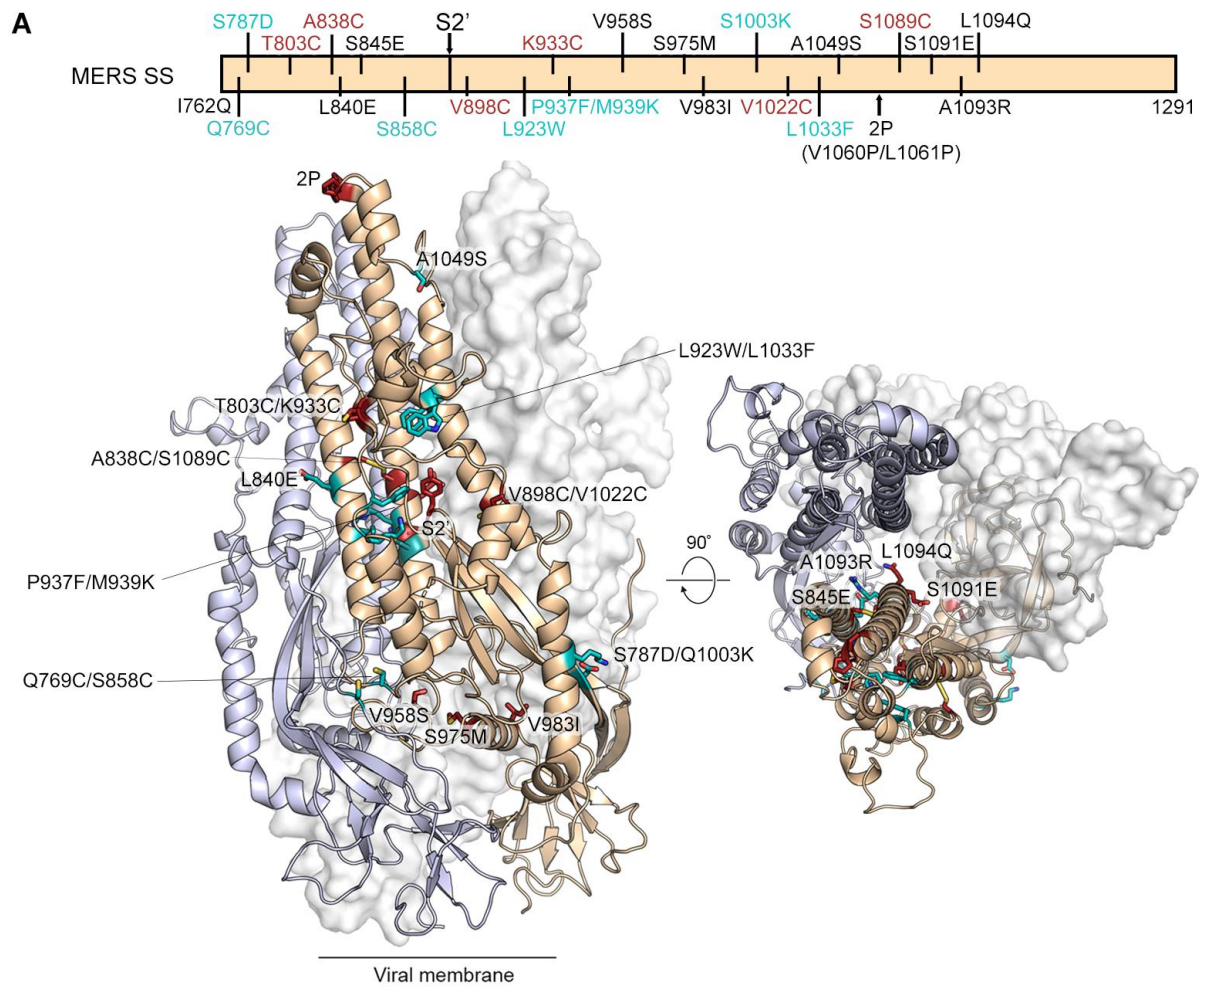 A
S787D A838C S2’ V958S S1003K S1089C L1094Q
T803C S845E K933C S975M A1049S S1091E
MERS SS
I762Q L840E V898C P937F/M939K V983I V1022C A1093R 1291
Q769C S858C L923W L1033F 2P
(V1060P/L1061P)
2P
A1049S
L923W/L1033F
T803C/K933C
A838C/S1089C
L840E
V898C/V1022C
S2’
90°
L1094Q
A1093R
P937F/M939K
S845E
S1091E
S787D/Q1003K
Q769C/S858C
V958S
S975M
V983I
Viral membrane